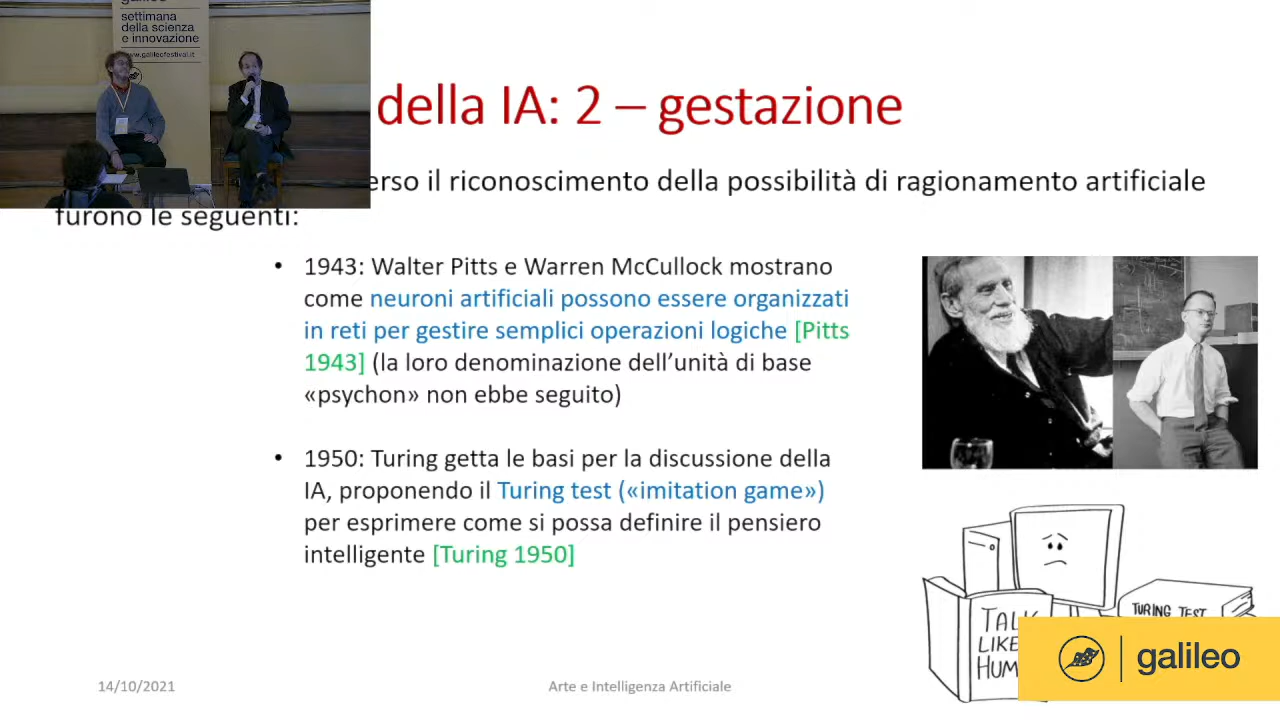 galileo
settimana
della scienza
e innovazione
www.galileofestival.it
della IA: 2 – gestazione
erso il riconoscimento della possibilità di ragionamento artificiale
furono le seguenti:
• 1943: Walter Pitts e Warren McCullock mostrano
come neuroni artificiali possono essere organizzati
in reti per gestire semplici operazioni logiche [Pitts
1943] (la loro denominazione dell’unità di base
«psychon» non ebbe seguito)
• 1950: Turing getta le basi per la discussione della
IA, proponendo il Turing test («imitation game»)
per esprimere come si possa definire il pensiero
intelligente [Turing 1950]
TURING TEST
TALK
LIKE
HUM
galileo
14/10/2021
Arte e Intelligenza Artificiale